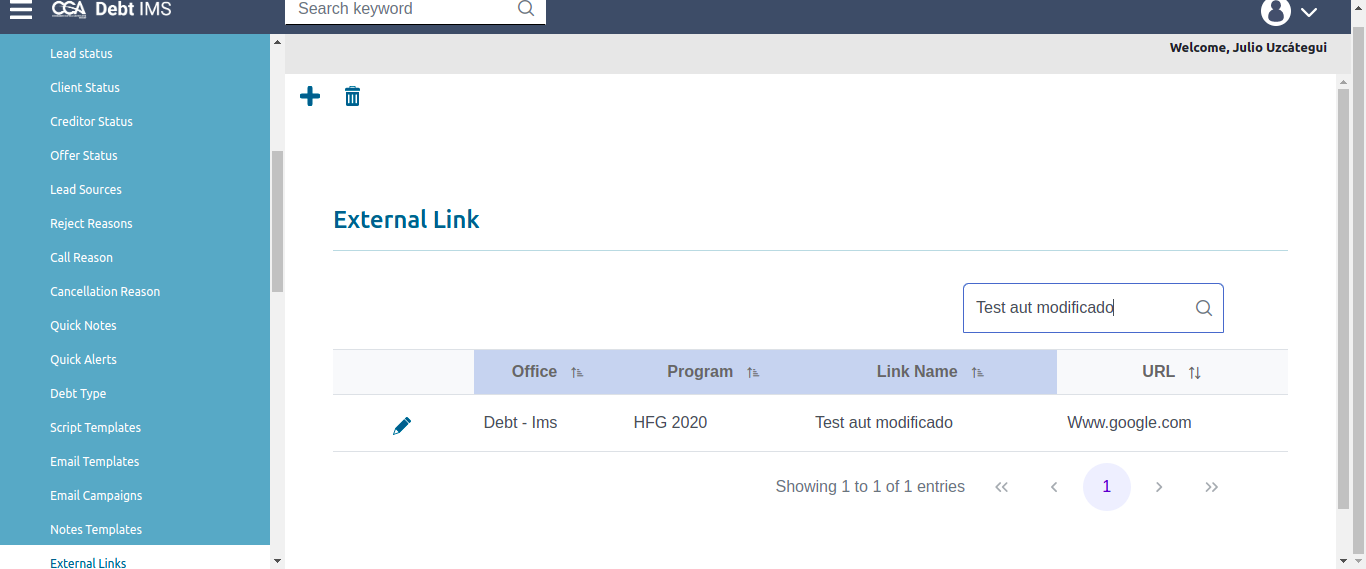 CGA Debt IMS
Search keyword
Welcome, Julio Uzcátegui
Lead status
Client Status
Creditor Status
Offer Status
Lead Sources
Reject Reasons
Call Reason
Cancellation Reason
Quick Notes
Quick Alerts
Debt Type
Script Templates
Email Templates
Email Campaigns
Notes Templates
External Links
External Link
Test aut modificado
Office Program Link Name URL
Debt - Ims HFG 2020 Test aut modificado Www.google.com
Showing 1 to 1 of 1 entries « ‹ 1 › »